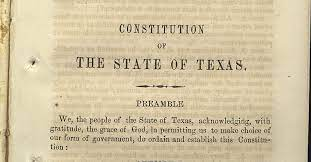 CONSTITUTION
OF
THE STATE OF TEXAS.
PREAMBLE
We, the people of the State of Texas, acknowledging, with
gratitude, the grace of God, in permitting us to make choice of
our form of government, do ordain and establish this Constitu-
tion :